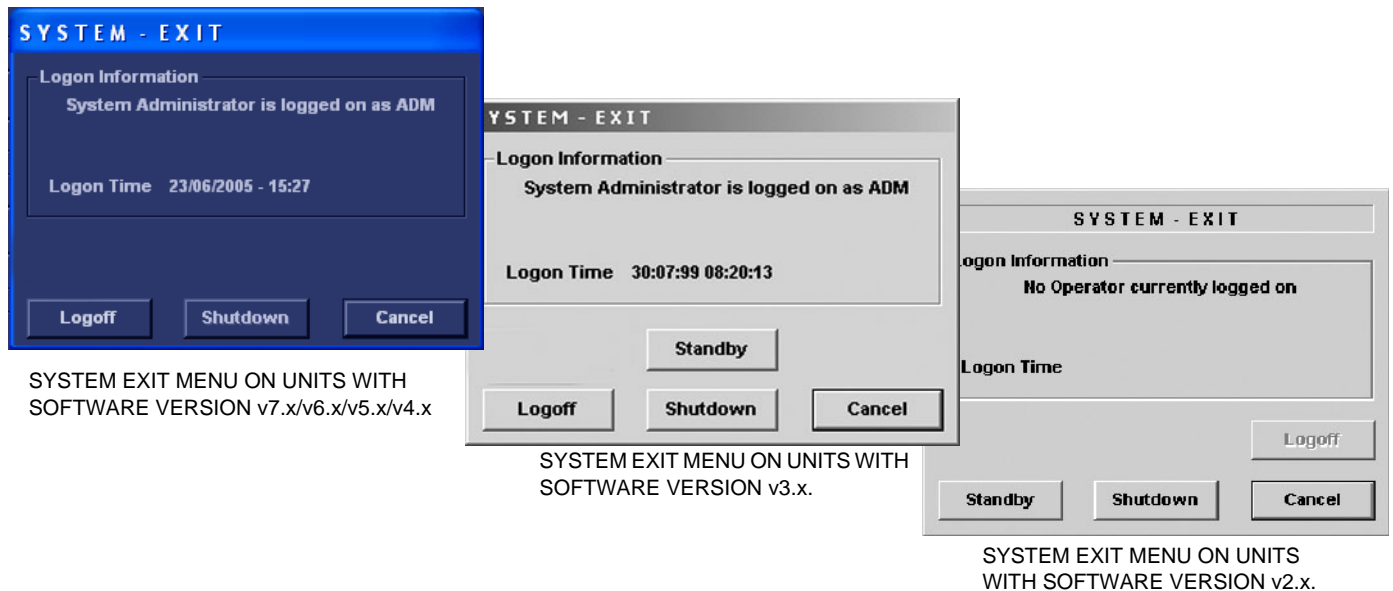 SYSTEM - EXIT
Logon Information
System Administrator is logged on as ADM
Logon Time 23/06/2005 - 15:27
Logoff Shutdown Cancel
SYSTEM EXIT MENU ON UNITS WITH
SOFTWARE VERSION v7.x/v6.x/v5.x/v4.x
YSTEM - EXIT
Logon Information
System Administrator is logged on as ADM
Logon Time 30:07:99 08:20:13
Standby
Logoff Shutdown Cancel
SYSTEM EXIT MENU ON UNITS WITH
SOFTWARE VERSION v3.x.
SYSTEM - EXIT
ogon Information
No Operator currently logged on
Logon Time
Logoff
Standby Shutdown Cancel
SYSTEM EXIT MENU ON UNITS
WITH SOFTWARE VERSION v2.x.